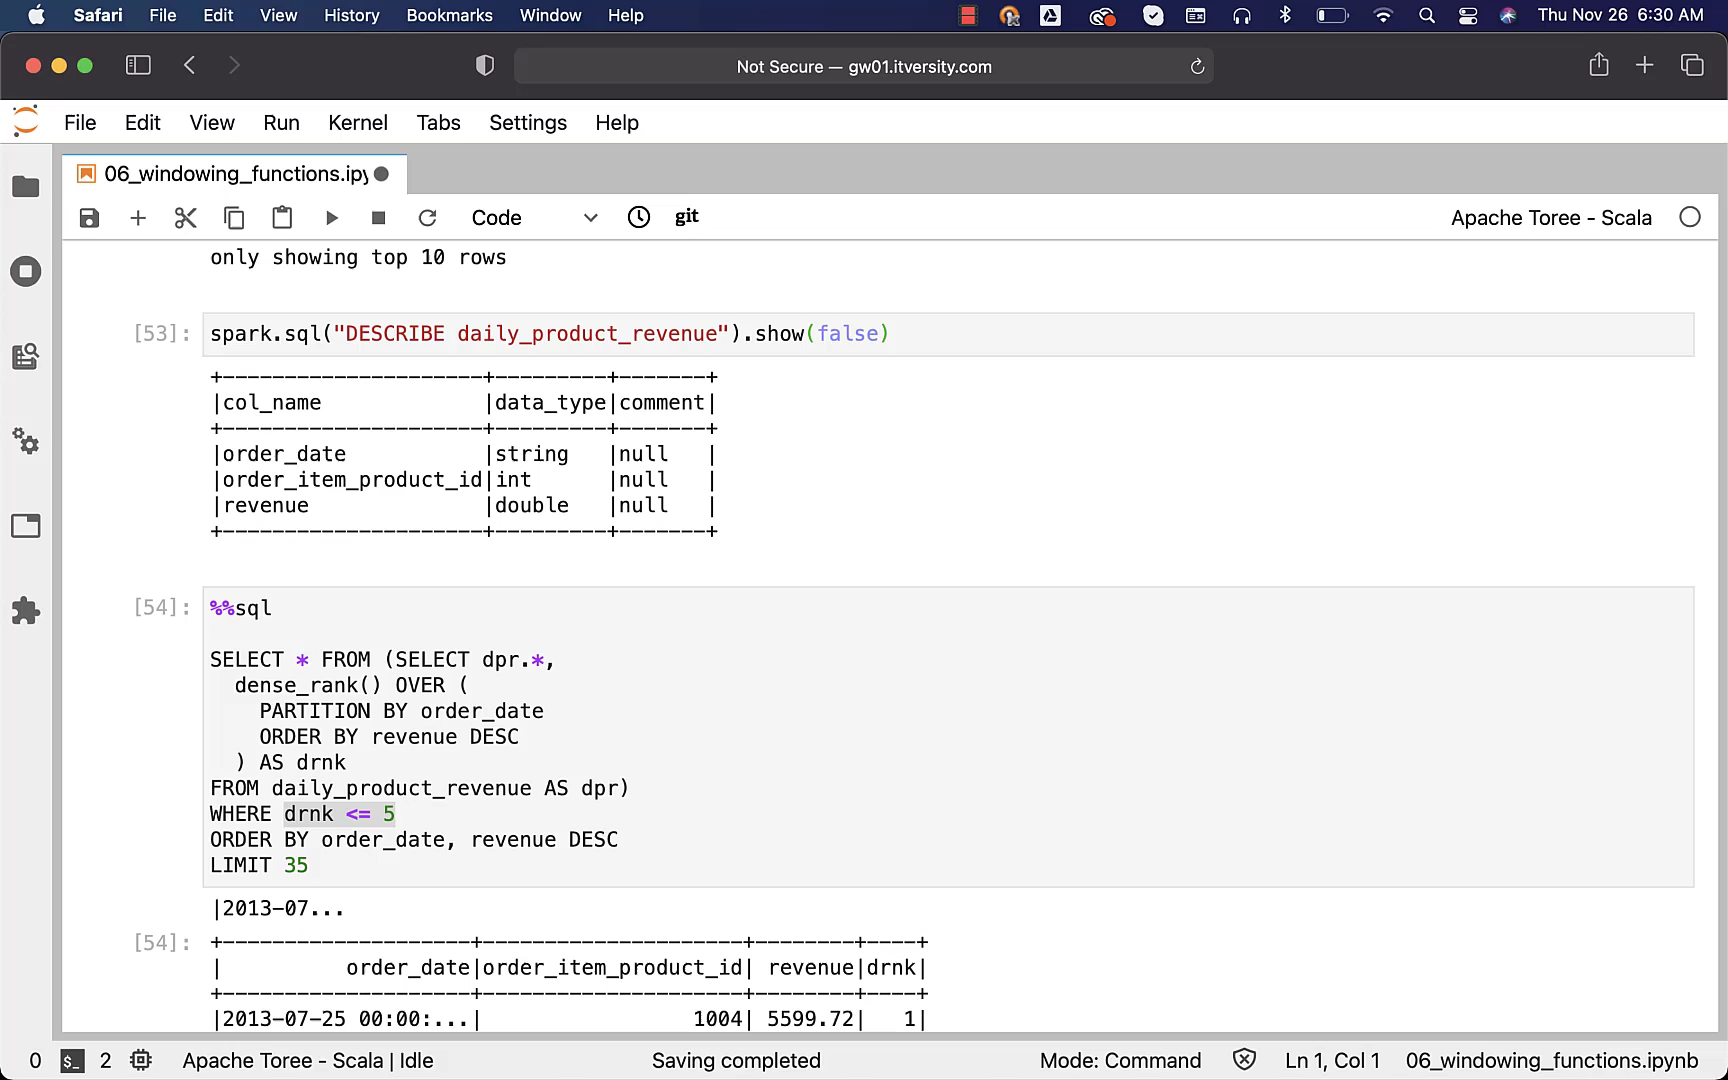 Safari File Edit View History Bookmarks Window Help Thu Nov 26 6:30 AM
Not Secure — gw01.itversity.com
File Edit View Run Kernel Tabs Settings Help
06_windowing_functions.ipy
Code git Apache Toree - Scala
only showing top 10 rows
[53]: spark.sql("DESCRIBE daily_product_revenue").show(false)
+---------------------+---------+-------+
|col_name             |data_type|comment|
+---------------------+---------+-------+
|order_date           |string   |null   |
|order_item_product_id|int      |null   |
|revenue              |double   |null   |
+---------------------+---------+-------+
[54]: %%sql
SELECT * FROM (SELECT dpr.*,
  dense_rank() OVER (
    PARTITION BY order_date
    ORDER BY revenue DESC
  ) AS drnk
FROM daily_product_revenue AS dpr)
WHERE drnk <= 5
ORDER BY order_date, revenue DESC
LIMIT 35
|2013-07...
[54]: +--------------------+---------------------+--------+----+
|          order_date|order_item_product_id| revenue|drnk|
+--------------------+---------------------+--------+----+
|2013-07-25 00:00:...|                 1004| 5599.72|   1|
0 $_ 2 Apache Toree - Scala | Idle Saving completed Mode: Command Ln 1, Col 1 06_windowing_functions.ipynb